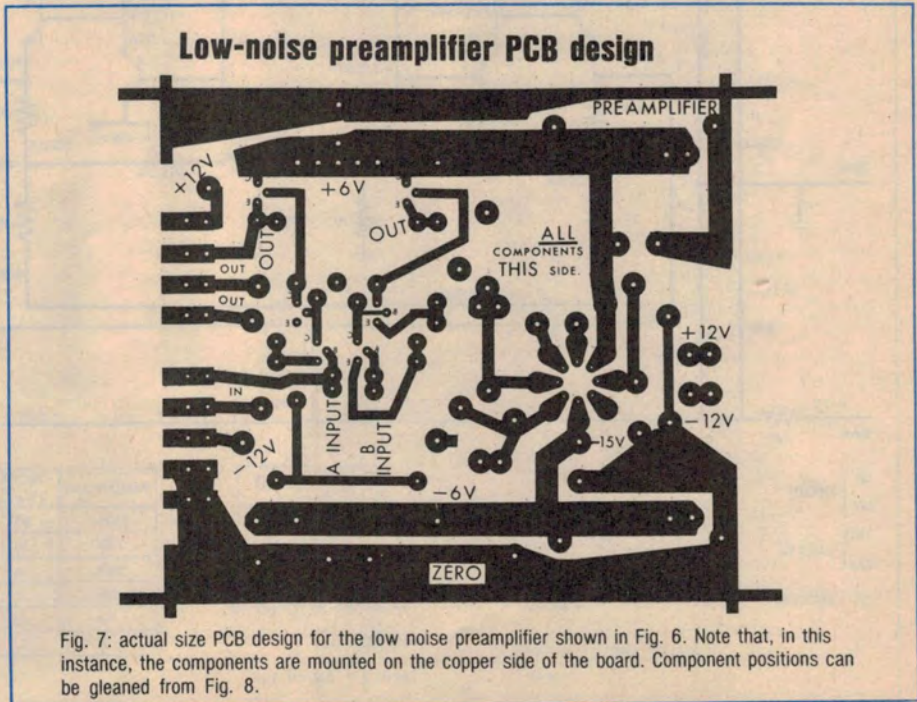 Low-noise preamplifier PCB design
PREAMPLIFIER
×12V
+6V
OUT
OUT
ALL
COMPONENTS
THIS SIDE.
OUT
OUT
+12V
IN
A INPUT
B
INPUT
-12V
-12V
-15V
-6V
ZERO
Fig. 7: actual size PCB design for the low noise preamplifier shown in Fig. 6. Note that, in this
instance, the components are mounted on the copper side of the board. Component positions can
be gleaned from Fig. 8.